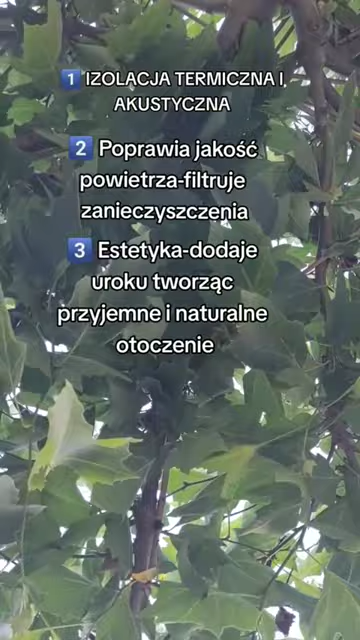 1 IZOLACJA TERMICZNA I
AKUSTYCZNA
2 Poprawia jakość
powietrza-filtruje
zanieczyszczenia
3 Estetyka-dodaje
uroku tworząc
przyjemne i naturalne
otoczenie